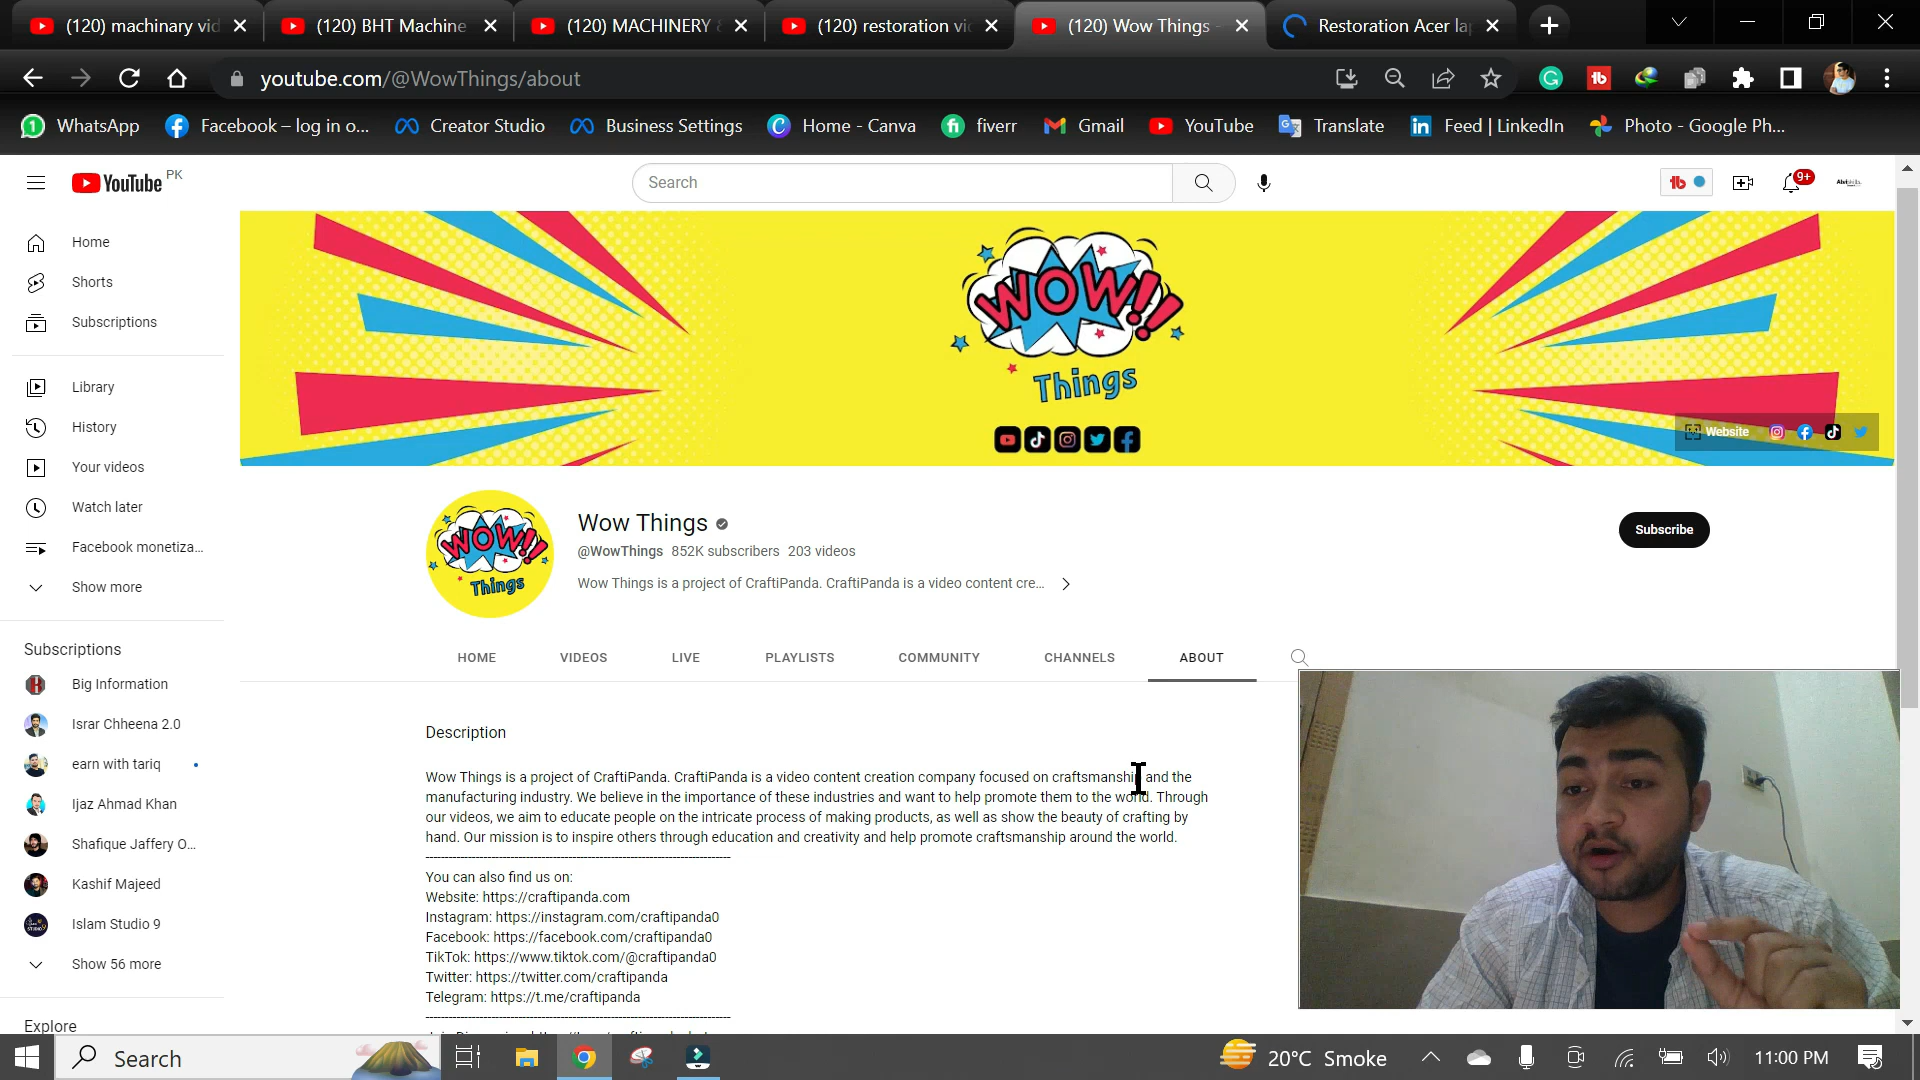 (120) machinary vid
(120) BHT Machine
(120) MACHINERY &
(120) restoration vi
(120) Wow Things -
Restoration Acer la
youtube.com/@WowThings/about
WhatsApp
Facebook – log in o...
Creator Studio
Business Settings
Home - Canva
fiverr
Gmail
YouTube
Translate
Feed | LinkedIn
Photo - Google Ph...
YouTube PK
Search
9+
Home
Shorts
Subscriptions
Library
History
Your videos
Watch later
Facebook monetiza...
Show more
Subscriptions
Big Information
Israr Chheena 2.0
earn with tariq
Ijaz Ahmad Khan
Shafique Jaffery O...
Kashif Majeed
Islam Studio 9
Show 56 more
Explore
WOW!!
Things
Website
WOW!!
Things
Wow Things
@WowThings 852K subscribers 203 videos
Wow Things is a project of CraftiPanda. CraftiPanda is a video content cre...
Subscribe
HOME
VIDEOS
LIVE
PLAYLISTS
COMMUNITY
CHANNELS
ABOUT
Description
Wow Things is a project of CraftiPanda. CraftiPanda is a video content creation company focused on craftsmanship and the
manufacturing industry. We believe in the importance of these industries and want to help promote them to the world. Through
our videos, we aim to educate people on the intricate process of making products, as well as show the beauty of crafting by
hand. Our mission is to inspire others through education and creativity and help promote craftsmanship around the world.
You can also find us on:
Website: https://craftipanda.com
Instagram: https://instagram.com/craftipanda0
Facebook: https://facebook.com/craftipanda0
TikTok: https://www.tiktok.com/@craftipanda0
Twitter: https://twitter.com/craftipanda
Telegram: https://t.me/craftipanda
Search
20°C Smoke
11:00 PM